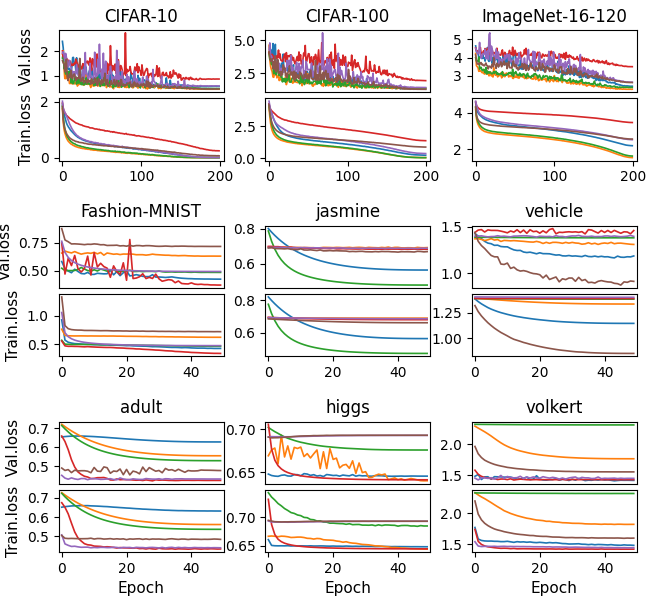 CIFAR-10 CIFAR-100 ImageNet-16-120
Val.loss 2 1 5.0 2.5 5 4 3
Train.loss 2 0 2.5 0.0 4 2
0 100 200 0 100 200 0 100 200
Fashion-MNIST jasmine vehicle
Val.loss 0.75 0.50 0.8 0.6 1.5 1.0
Train.loss 1.0 0.5 0.8 0.6 1.25 1.00
0 20 40 0 20 40 0 20 40
adult higgs volkert
Val.loss 0.7 0.6 0.5 0.70 0.65 2.0 1.5
Train.loss 0.7 0.6 0.5 0.70 0.65 2.0 1.5
0 20 40 0 20 40 0 20 40
Epoch Epoch Epoch